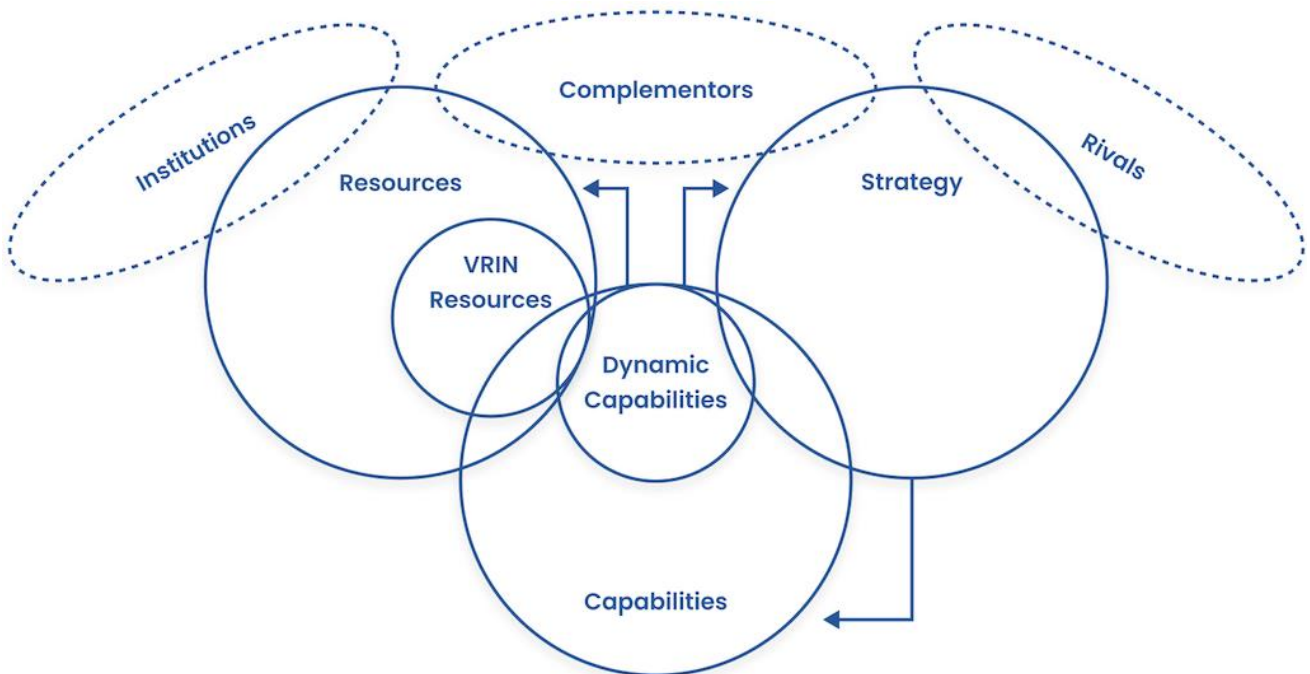 Complementors
Institutions
Rivals
Resources
Strategy
VRIN
Resources
Dynamic
Capabilities
Capabilities